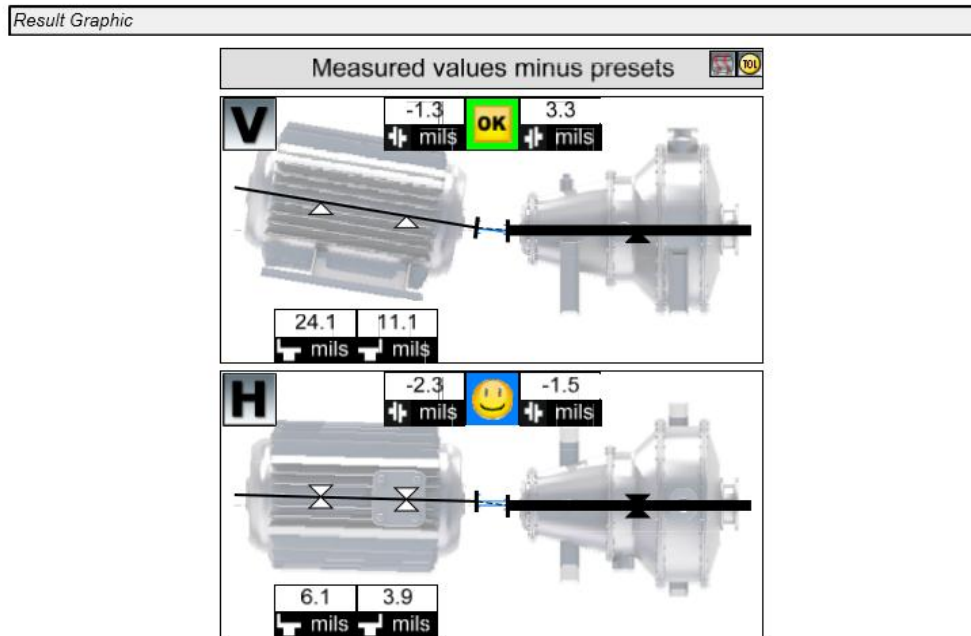 Result Graphic
Measured values minus presets
TOL
V
-1.3
OK
3.3
mils
mils
24.1 11.1
mils mils
H
-2.3
-1.5
mils
mils
6.1 3.9
mils mils